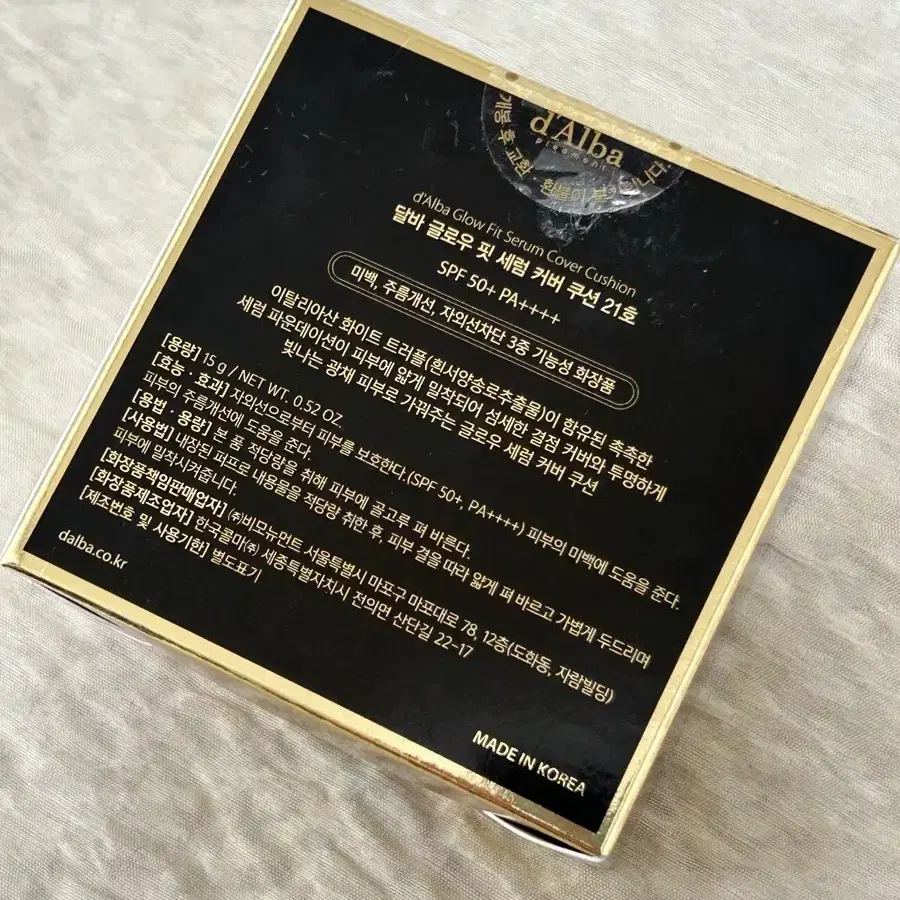 d'Alba
Piedmont
d'Alba Glow Fit Serum Cover Cushion
달바 글로우 핏 세럼 커버 쿠션 21호
SPF 50+ PA++++
미백, 주름개선, 자외선차단 3중 기능성 화장품
이탈리아산 화이트 트러플(흰서양송로추출물)이 함유된 촉촉한
세럼 파운데이션이 피부에 얇게 밀착되어 섬세한 결점 커버와 투명하게
빛나는 광채 피부로 가꿔주는 글로우 세럼 커버 쿠션
[용량] 15 g / NET WT. 0.52 OZ.
[효능 · 효과] 자외선으로부터 피부를 보호한다.(SPF 50+, PA++++) 피부의 미백에 도움을 준다.
피부의 주름개선에 도움을 준다.
[용법 · 용량] 본 품 적당량을 취해 피부에 골고루 펴 바른다.
[사용법] 내장된 퍼프로 내용물을 적당량 취한 후, 피부 결을 따라 얇게 펴 바르고 가볍게 두드리며
피부에 밀착시켜줍니다.
[화장품책임판매업자] ㈜비모뉴먼트 서울특별시 마포구 마포대로 78, 12층(도화동, 자람빌딩)
[화장품제조업자] 한국콜마㈜ 세종특별자치시 전의면 산단길 22-17
[제조번호 및 사용기한] 별도표기
dalba.co.kr
MADE IN KOREA